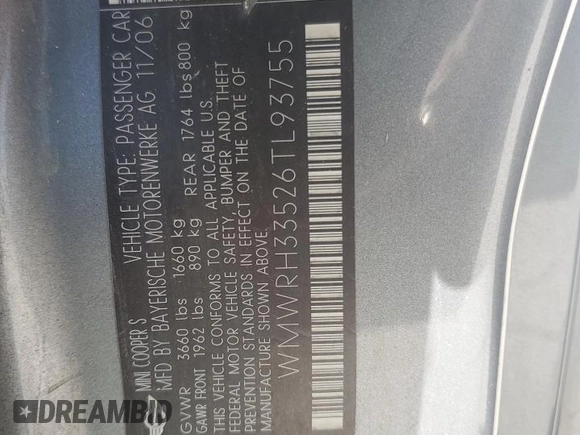 MINI COOPER S VEHICLE TYPE: PASSENGER CAR
MFD BY BAYERISCHE MOTORENWERKE AG 11/06
GVWR 3660 lbs 1660 kg
GAWR FRONT 1962 lbs 890 kg REAR 1764 lbs 800 kg
THIS VEHICLE CONFORMS TO ALL APPLICABLE U.S.
FEDERAL MOTOR VEHICLE SAFETY, BUMPER AND THEFT
PREVENTION STANDARDS IN EFFECT ON THE DATE OF
MANUFACTURE SHOWN ABOVE.
WMWRH33526TL93755
DREAMBID